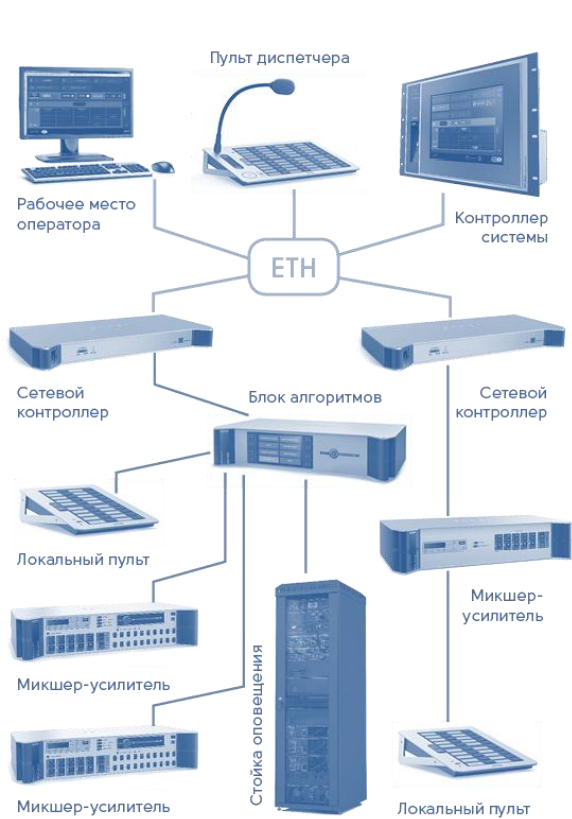 Пульт диспетчера
Рабочее место
оператора
Контроллер
системы
ETH
Сетевой
контроллер
Блок алгоритмов
Сетевой
контроллер
Локальный пульт
Микшер-
усилитель
Микшер-усилитель
Стойка оповещения
Микшер-усилитель
Локальный пульт